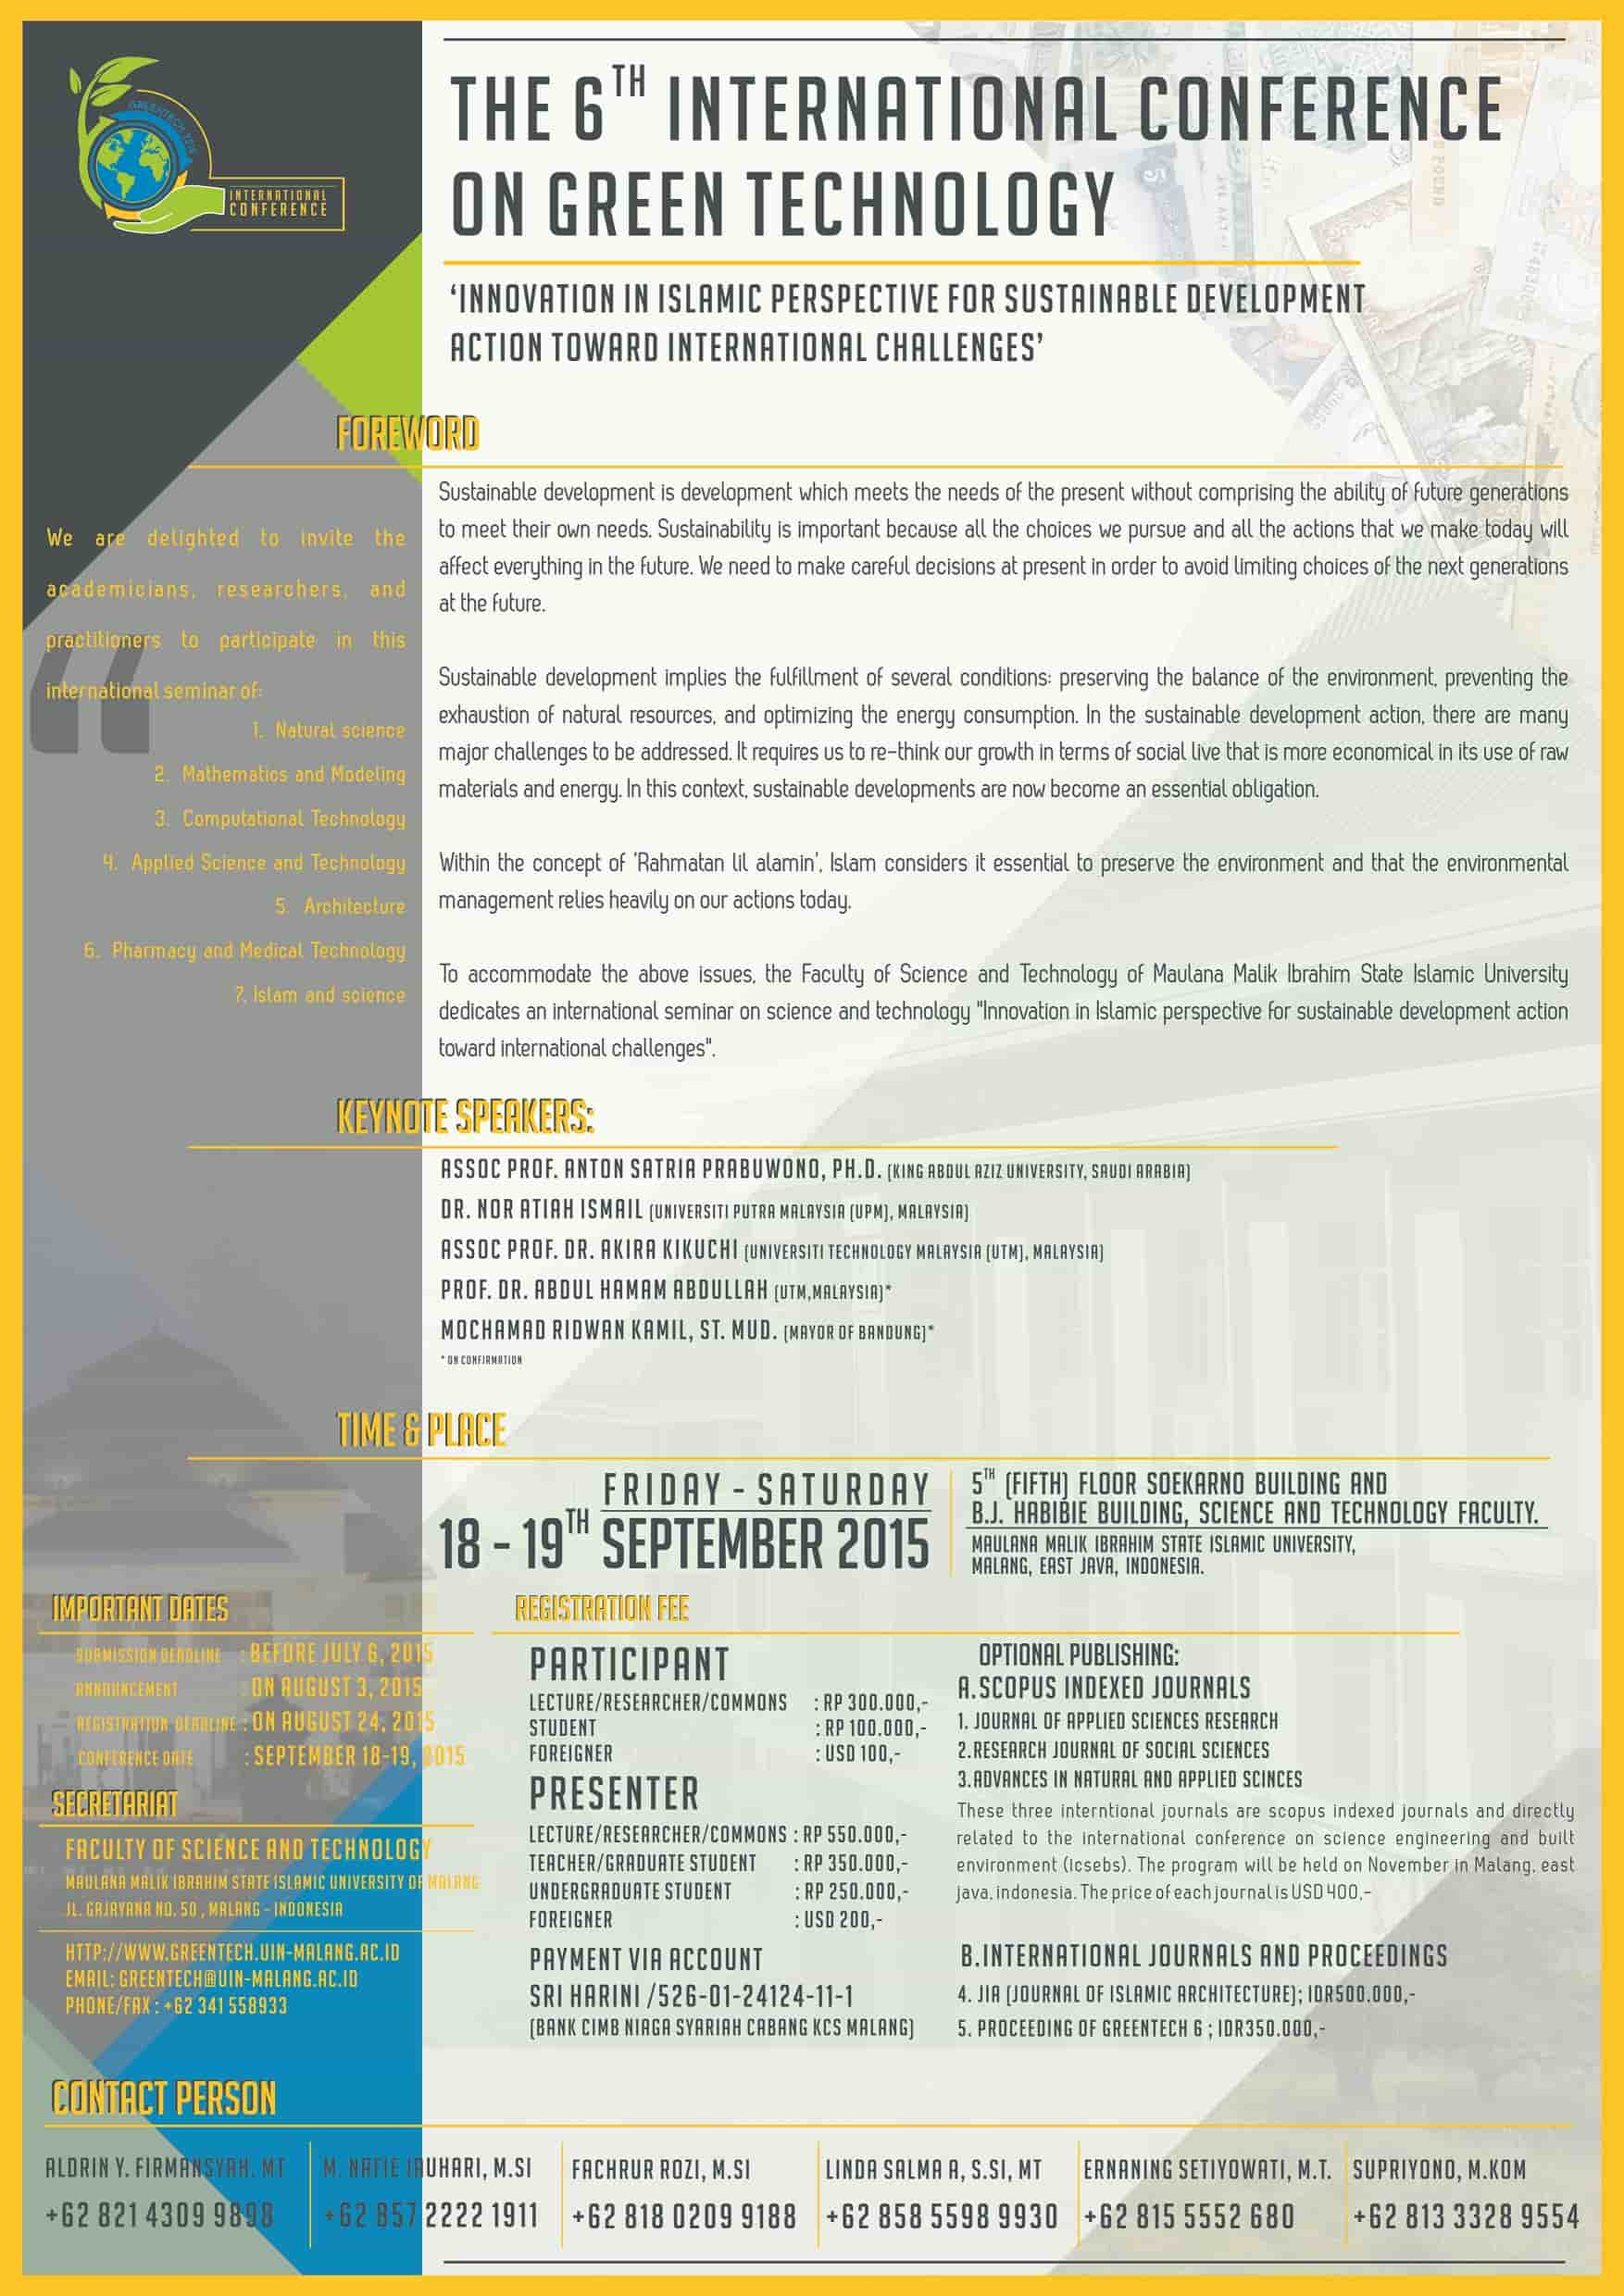 GREENTECH 2015
INTERNATIONAL
CONFERENCE
THE 6TH INTERNATIONAL CONFERENCE
ON GREEN TECHNOLOGY
‘INNOVATION IN ISLAMIC PERSPECTIVE FOR SUSTAINABLE DEVELOPMENT
ACTION TOWARD INTERNATIONAL CHALLENGES’
FOREWORD
We are delighted to invite the
academicians, researchers, and
practitioners to participate in this
international seminar of:
1. Natural science
2. Mathematics and Modeling
3. Computational Technology
4. Applied Science and Technology
5. Architecture
6. Pharmacy and Medical Technology
7. Islam and science
Sustainable development is development which meets the needs of the present without comprising the ability of future generations
to meet their own needs. Sustainability is important because all the choices we pursue and all the actions that we make today will
affect everything in the future. We need to make careful decisions at present in order to avoid limiting choices of the next generations
at the future.
Sustainable development implies the fulfillment of several conditions: preserving the balance of the environment, preventing the
exhaustion of natural resources, and optimizing the energy consumption. In the sustainable development action, there are many
major challenges to be addressed. It requires us to re-think our growth in terms of social live that is more economical in its use of raw
materials and energy. In this context, sustainable developments are now become an essential obligation.
Within the concept of 'Rahmatan lil alamin', Islam considers it essential to preserve the environment and that the environmental
management relies heavily on our actions today.
To accommodate the above issues, the Faculty of Science and Technology of Maulana Malik Ibrahim State Islamic University
dedicates an international seminar on science and technology "Innovation in Islamic perspective for sustainable development action
toward international challenges".
KEYNOTE SPEAKERS:
ASSOC PROF. ANTON SATRIA PRABUWONO, PH.D. (KING ABDUL AZIZ UNIVERSITY, SAUDI ARABIA)
DR. NOR ATIAH ISMAIL (UNIVERSITI PUTRA MALAYSIA (UPM), MALAYSIA)
ASSOC PROF. DR. AKIRA KIKUCHI (UNIVERSITI TECHNOLOGY MALAYSIA (UTM), MALAYSIA)
PROF. DR. ABDUL HAMAM ABDULLAH (UTM,MALAYSIA)*
MOCHAMAD RIDWAN KAMIL, ST. MUD. (MAYOR OF BANDUNG)*
* ON CONFIRMATION
TIME & PLACE
FRIDAY - SATURDAY
18 - 19TH SEPTEMBER 2015
5TH (FIFTH) FLOOR SOEKARNO BUILDING AND
B.J. HABIBIE BUILDING, SCIENCE AND TECHNOLOGY FACULTY.
MAULANA MALIK IBRAHIM STATE ISLAMIC UNIVERSITY,
MALANG, EAST JAVA, INDONESIA.
IMPORTANT DATES
SUBMISSION DEADLINE : BEFORE JULY 6, 2015
ANNOUNCEMENT : ON AUGUST 3, 2015
REGISTRATION DEADLINE : ON AUGUST 24, 2015
CONFERENCE DATE : SEPTEMBER 18-19, 2015
SECRETARIAT
FACULTY OF SCIENCE AND TECHNOLOGY
MAULANA MALIK IBRAHIM STATE ISLAMIC UNIVERSITY OF MALANG
JL. GAJAYANA NO. 50 , MALANG - INDONESIA
HTTP://WWW.GREENTECH.UIN-MALANG.AC.ID
EMAIL: GREENTECH@UIN-MALANG.AC.ID
PHONE/FAX : +62 341 558933
REGISTRATION FEE
PARTICIPANT
LECTURE/RESEARCHER/COMMONS : RP 300.000,-
STUDENT : RP 100.000,-
FOREIGNER : USD 100,-
PRESENTER
LECTURE/RESEARCHER/COMMONS : RP 550.000,-
TEACHER/GRADUATE STUDENT : RP 350.000,-
UNDERGRADUATE STUDENT : RP 250.000,-
FOREIGNER : USD 200,-
PAYMENT VIA ACCOUNT
SRI HARINI /526-01-24124-11-1
(BANK CIMB NIAGA SYARIAH CABANG KCS MALANG)
OPTIONAL PUBLISHING:
A.SCOPUS INDEXED JOURNALS
1. JOURNAL OF APPLIED SCIENCES RESEARCH
2.RESEARCH JOURNAL OF SOCIAL SCIENCES
3.ADVANCES IN NATURAL AND APPLIED SCINCES
These three interntional journals are scopus indexed journals and directly
related to the international conference on science engineering and built
environment (icsebs). The program will be held on November in Malang, east
java, indonesia. The price of each journal is USD 400,-
B.INTERNATIONAL JOURNALS AND PROCEEDINGS
4. JIA (JOURNAL OF ISLAMIC ARCHITECTURE); IDR500.000,-
5. PROCEEDING OF GREENTECH 6 ; IDR350.000,-
CONTACT PERSON
ALDRIN Y. FIRMANSYAH, MT
+62 821 4309 9898
M. NAFIE JAUHARI, M.SI
+62 857 2222 1911
FACHRUR ROZI, M.SI
+62 818 0209 9188
LINDA SALMA A, S.SI, MT
+62 858 5598 9930
ERNANING SETIYOWATI, M.T.
+62 815 5552 680
SUPRIYONO, M.KOM
+62 813 3328 9554